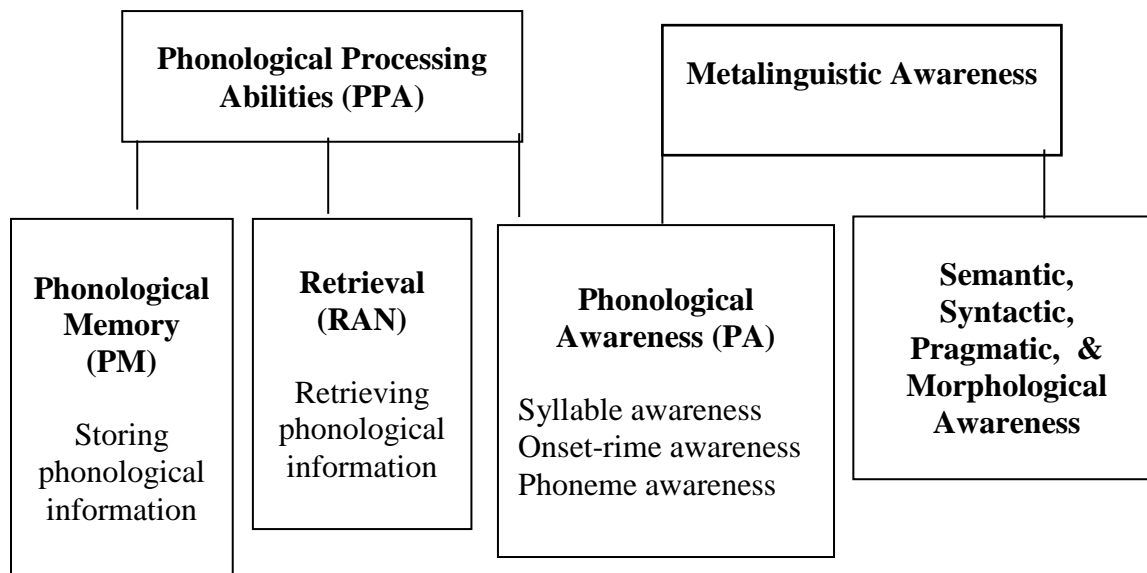 Phonological Processing
Abilities (PPA)
Metalinguistic Awareness
Phonological
Memory
(PM)
Storing
phonological
information
Retrieval
(RAN)
Retrieving
phonological
information
Phonological
Awareness (PA)
Syllable awareness
Onset-rime awareness
Phoneme awareness
Semantic,
Syntactic,
Pragmatic, &
Morphological
Awareness